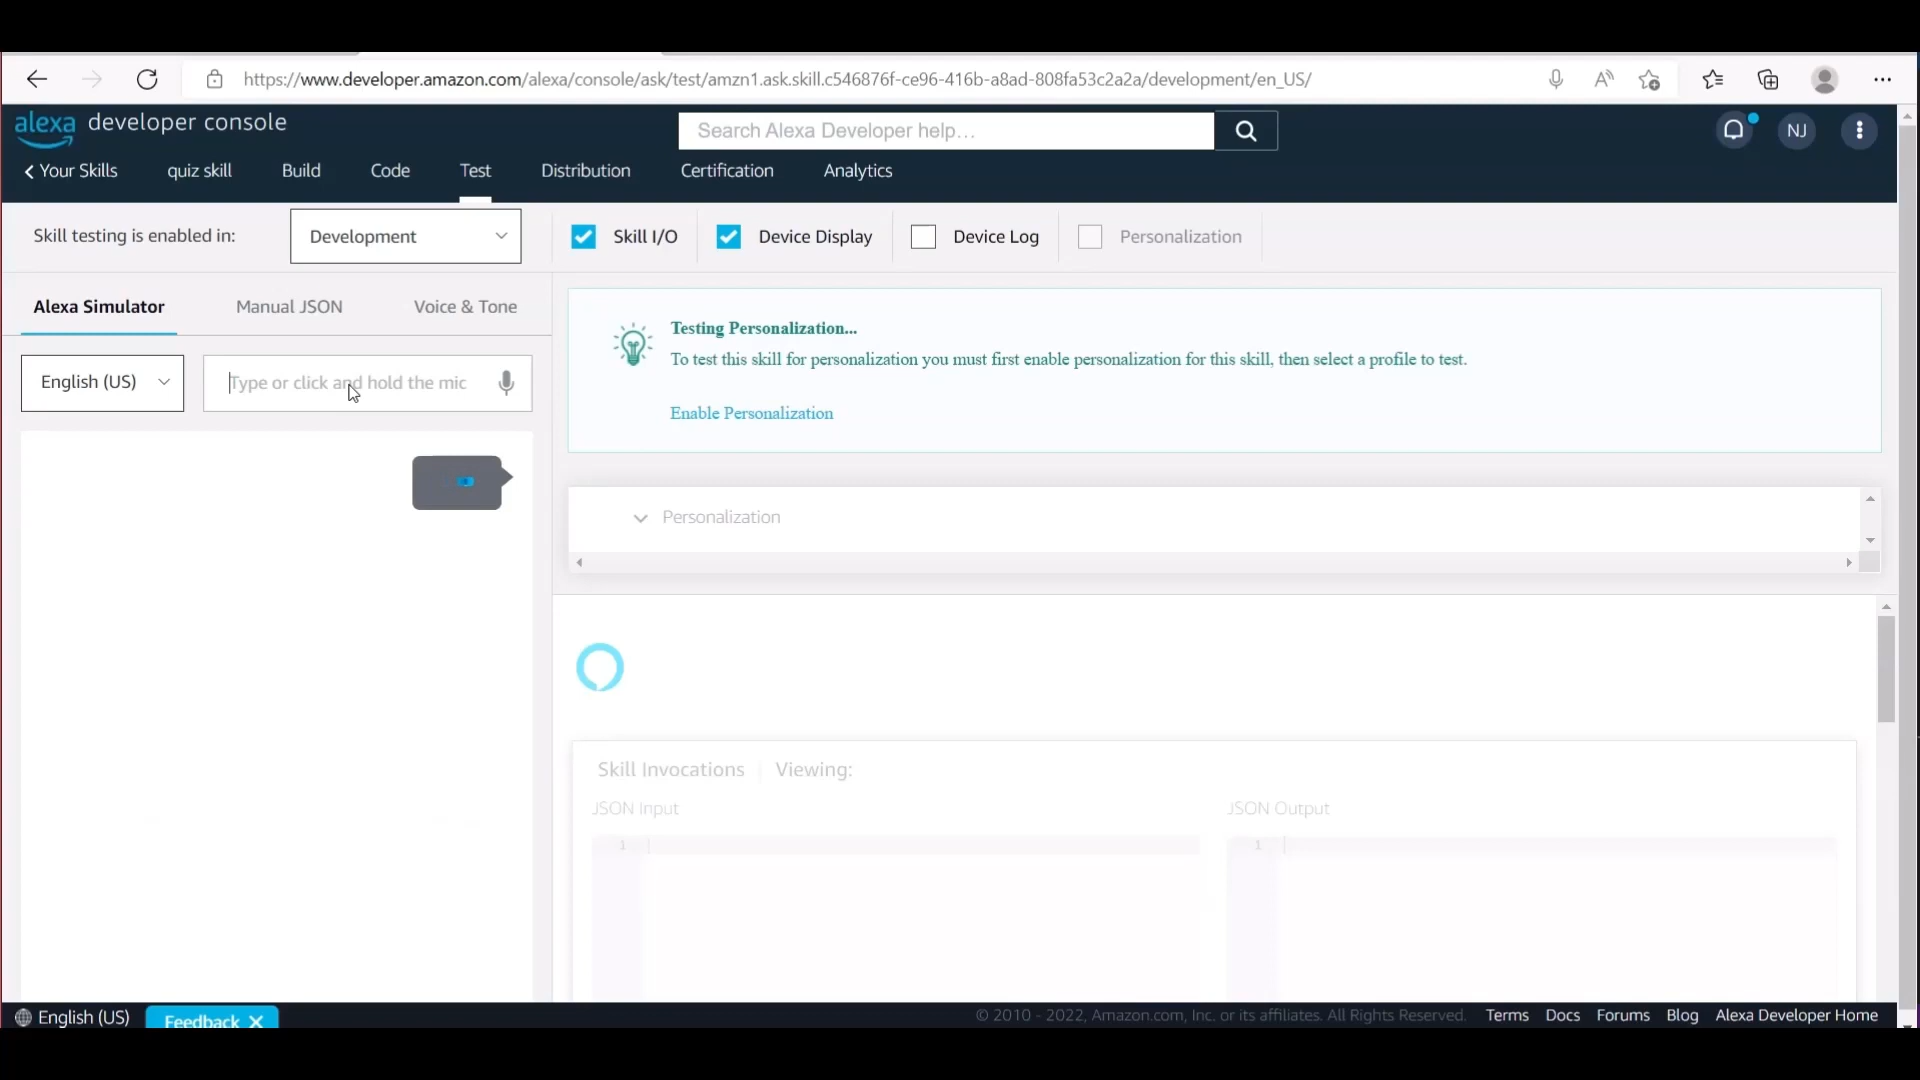 https://www.developer.amazon.com/alexa/console/ask/test/amzn1.ask.skill.c546876f-ce96-416b-a8ad-808fa53c2a2a/development/en_US/
alexa developer console
Search Alexa Developer help...
NJ
Your Skills quiz skill Build Code Test Distribution Certification Analytics
Skill testing is enabled in: Development Skill I/O Device Display Device Log Personalization
Alexa Simulator Manual JSON Voice & Tone
Testing Personalization...
To test this skill for personalization you must first enable personalization for this skill, then select a profile to test.
English (US) Type or click and hold the mic
Enable Personalization
Personalization
Skill Invocations Viewing:
JSON Input JSON Output
1 1
English (US) Feedback © 2010 - 2022, Amazon.com, Inc. or its affiliates. All Rights Reserved. Terms Docs Forums Blog Alexa Developer Home